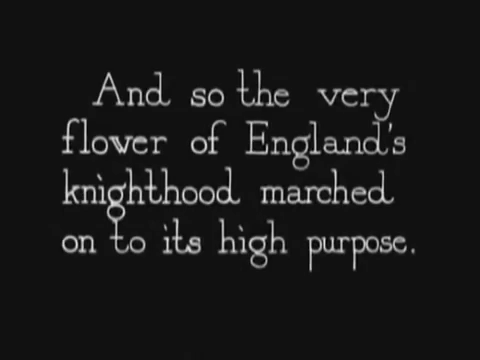 And so the very
flower of England's
knighthood marched
on to its high purpose.